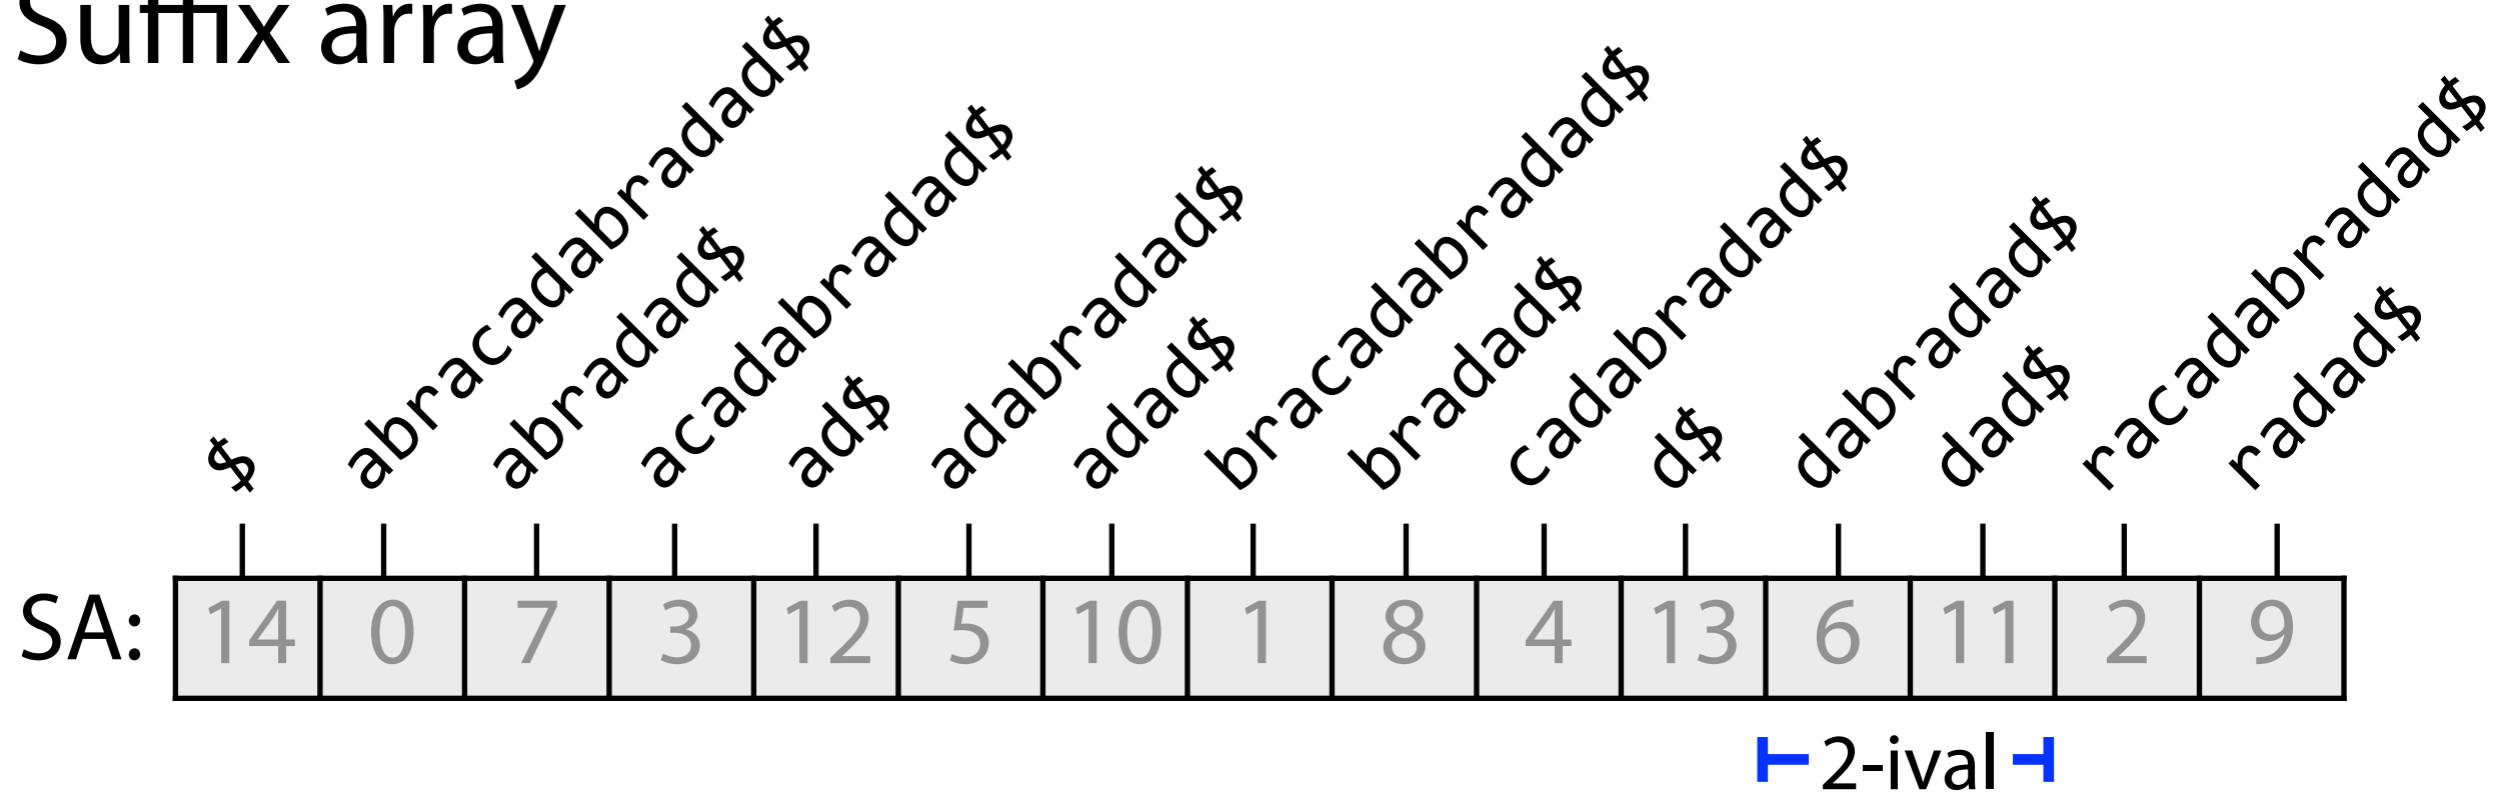 Suffix array
$
abracadabradad$
abradad$
acadabradad$
ad$
adabradad$
adad$
bracadabradad$
bradad$
cadabradad$
d$
dabradad$
dad$
racadabradad$
radad$
SA: 14 0 7 3 12 5 10 1 8 4 13 6 11 2 9
2-ival